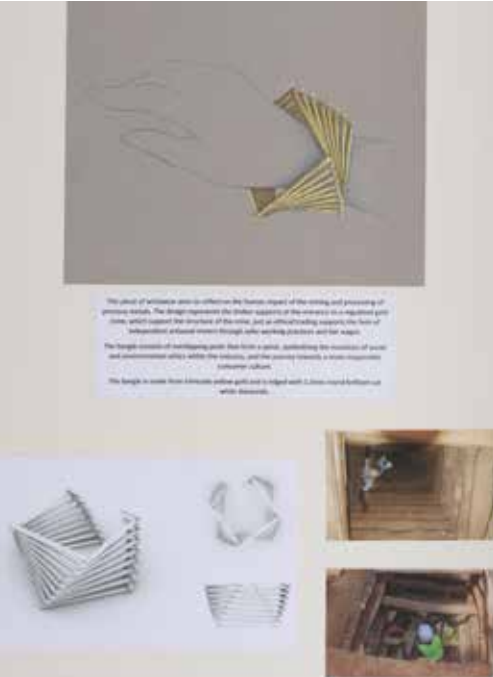 This piece of armwear aims to reflect on the human impact of the mining and processing of
precious metals. The design represents the timber supports at the entrance to a regulated gold
mine, which support the structure of the mine, just as ethical trading supports the lives of
independent artisanal miners through safer working practices and fair wages.
The bangle consists of overlapping posts that form a spiral, symbolising the evolution of social
and environmental ethics within the industry, and the journey towards a more responsible
consumer culture.
The bangle is made from Fairtrade yellow gold and is edged with round brilliant cut
white diamonds.